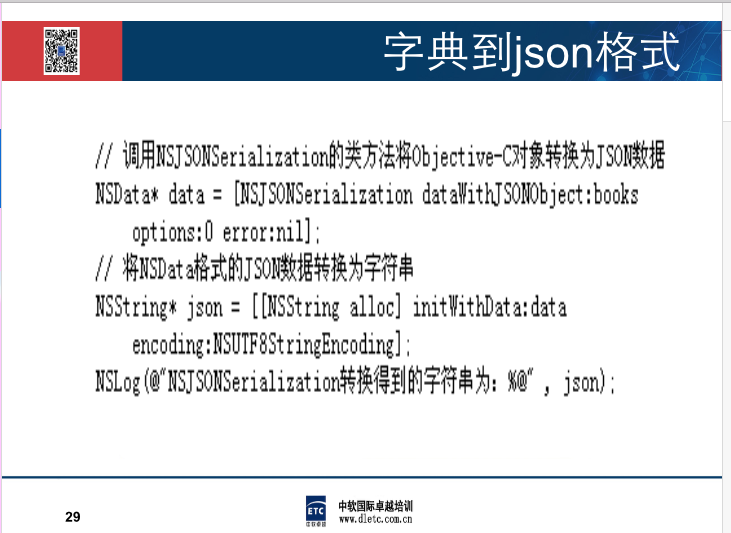 字典到json格式
// 调用NSJSONSerialization的类方法将Objective-C对象转换为JSON数据
NSData* data = [NSJSONSerialization dataWithJSONObject:books
options:0 error:nil];
// 将NSData格式的JSON数据转换为字符串
NSString* json = [[NSString alloc] initWithData:data
encoding:NSUTF8StringEncoding];
NSLog(@"NSJSONSerialization转换得到的字符串为：%@" , json);
29
ETC
中软卓越
中软国际卓越培训
www.dletc.com.cn